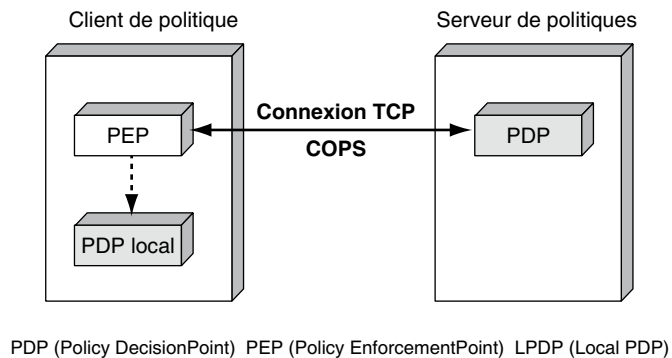 Client de politique
Serveur de politiques
PEP
Connexion TCP
COPS
PDP
PDP local
PDP (Policy DecisionPoint) PEP (Policy EnforcementPoint) LPDP (Local PDP)